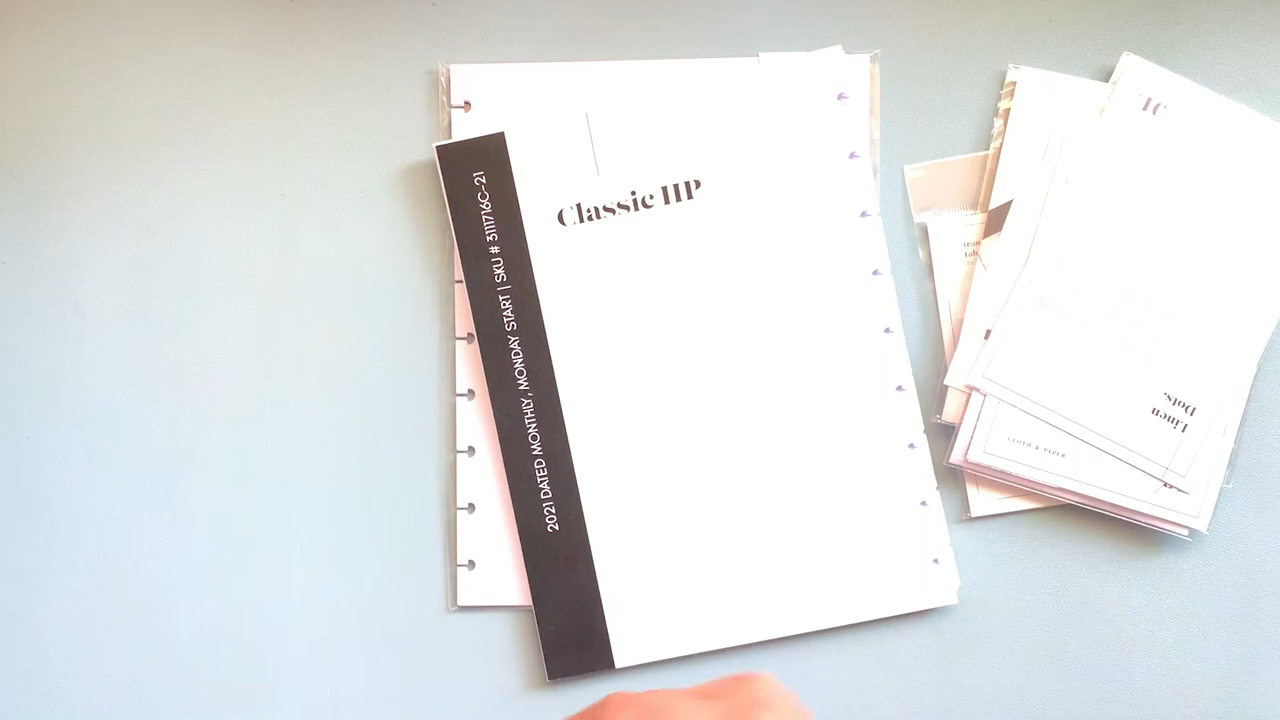 2021 DATED MONTHLY, MONDAY START | SKU # 3111716C-21
Classic HP
Linen
Dots.
CLOTH & PAPER